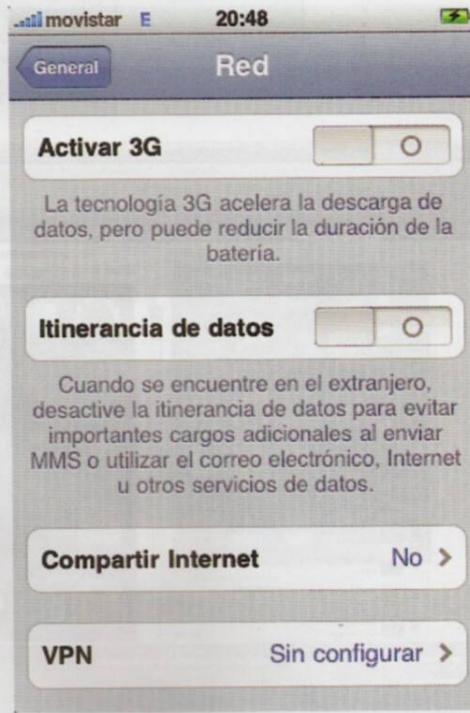 movistar E 20:48
General Red
Activar 3G
La tecnología 3G acelera la descarga de
datos, pero puede reducir la duración de la
batería.
Itinerancia de datos
Cuando se encuentre en el extranjero,
desactive la itinerancia de datos para evitar
importantes cargos adicionales al enviar
MMS o utilizar el correo electrónico, Internet
u otros servicios de datos.
Compartir Internet No
VPN Sin configurar